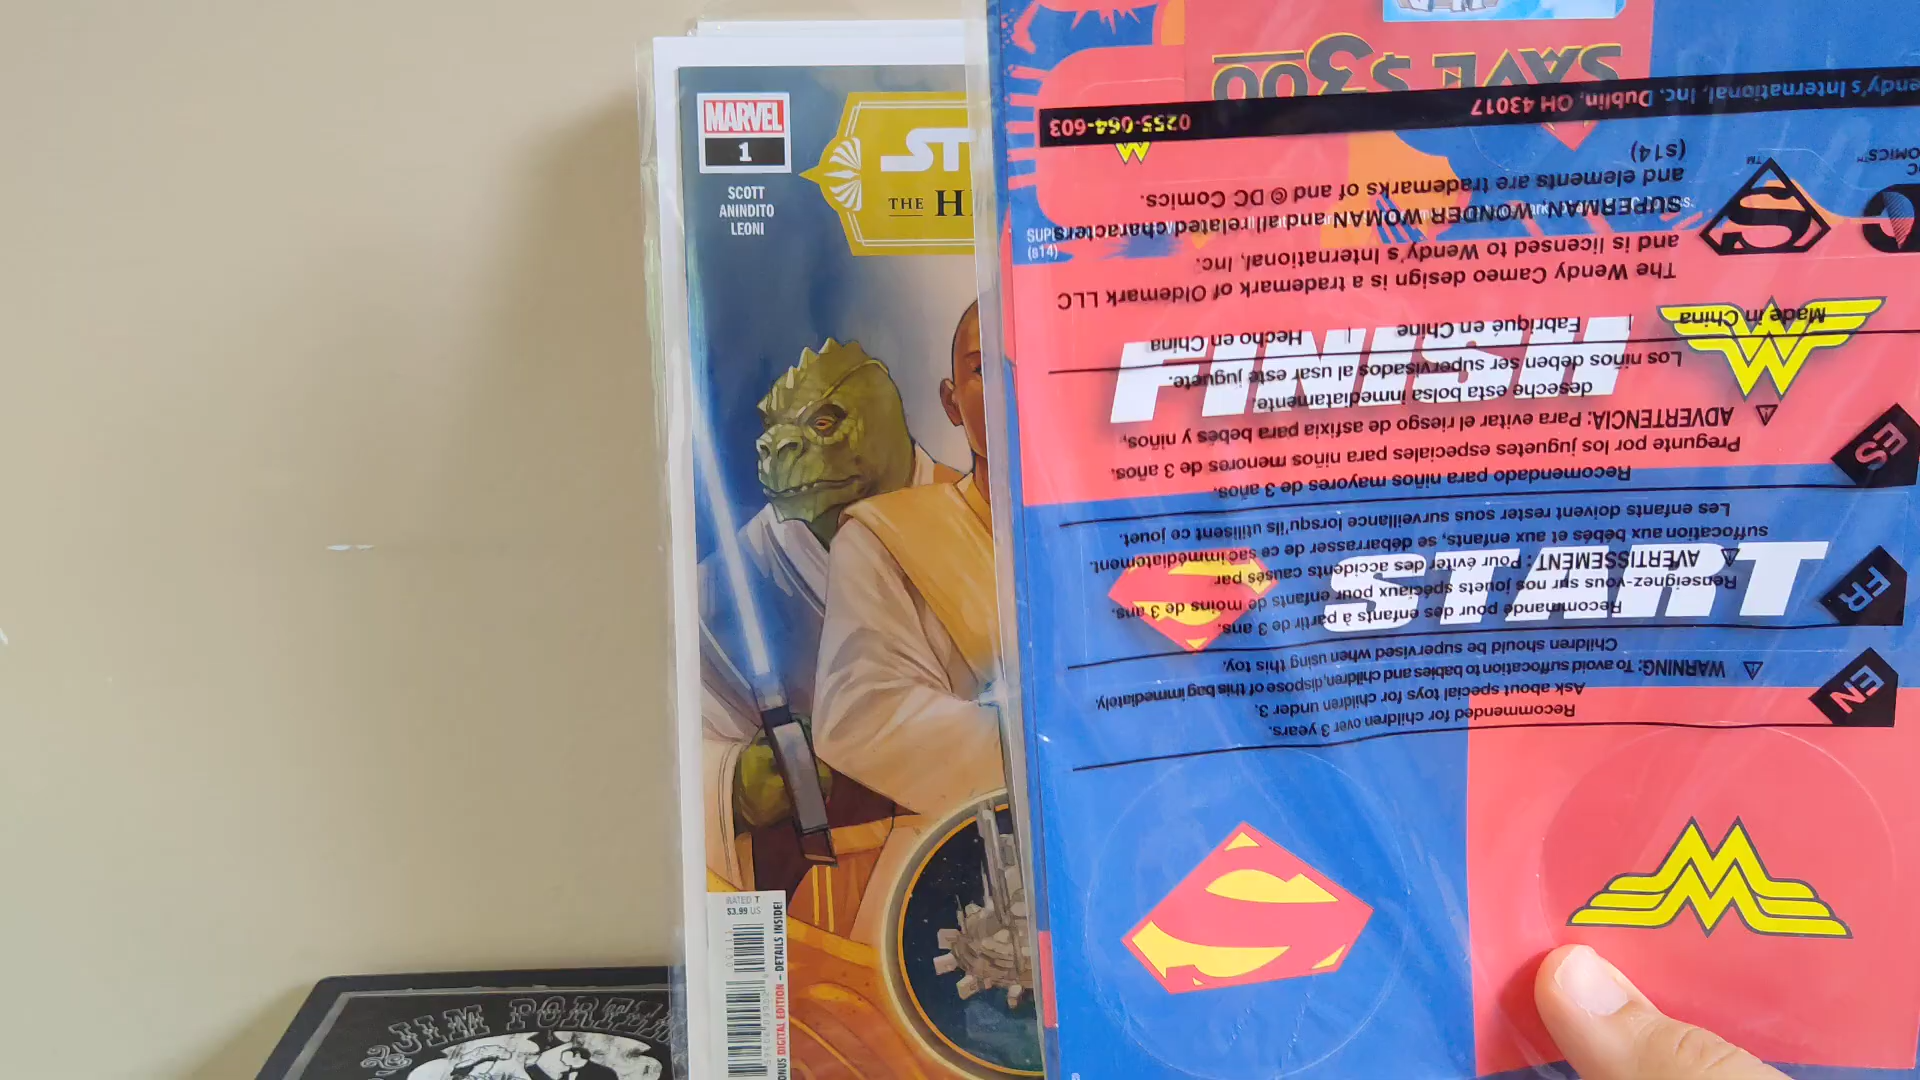 MARVEL
1
SCOTT
ANINDITO
LEONI
THE
RATED T
$3.99 US
DIGITAL EDITION – DETAILS INSIDE!
JIM
SAVE $300
Wendy's International, Inc. Dublin, OH 43017
0255-064-603
(s14)
and elements are trademarks of and © DC Comics.
SUPERMAN, WONDER WOMAN and all related characters
and is licensed to Wendy's International, Inc.
The Wendy Cameo design is a trademark of Oldemark LLC
(s14)
FINISH
Made in China | Fabriqué en Chine | Hecho en China
Los niños deben ser supervisados al usar este juguete.
deseche esta bolsa inmediatamente.
ADVERTENCIA: Para evitar el riesgo de asfixia para bebés y niños,
Pregunte por los juguetes especiales para niños menores de 3 años.
Recomendado para niños mayores de 3 años.
ES
Les enfants doivent rester sous surveillance lorsqu'ils utilisent ce jouet.
suffocation aux bébés et aux enfants, se débarrasser de ce sac immédiatement.
AVERTISSEMENT : Pour éviter des accidents causés par
Renseignez-vous sur nos jouets spéciaux pour enfants de moins de 3 ans.
Recommandé pour des enfants à partir de 3 ans.
FR
START
Children should be supervised when using this toy.
WARNING: To avoid suffocation to babies and children, dispose of this bag immediately.
Ask about special toys for children under 3.
Recommended for children over 3 years.
EN